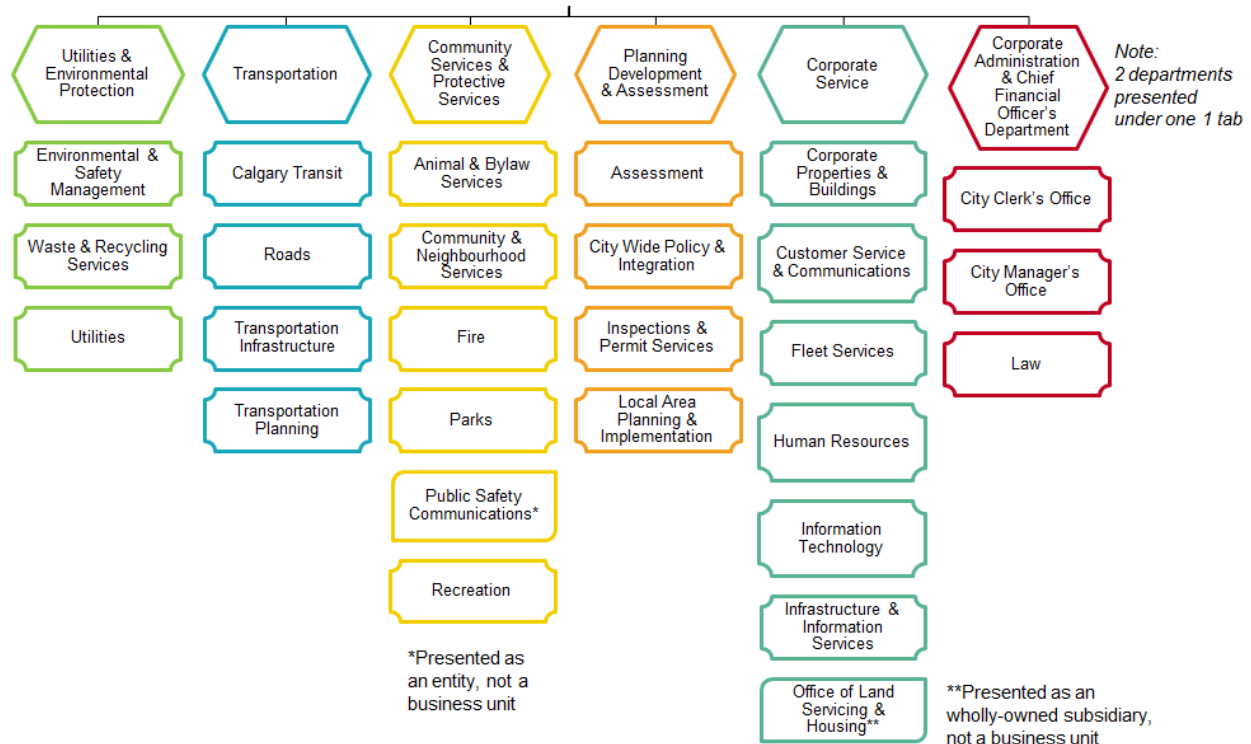 Utilities &
Environmental
Protection
Environmental &
Safety
Management
Waste & Recycling
Services
Utilities
Transportation
Calgary Transit
Roads
Transportation
Infrastructure
Transportation
Planning
Community
Services &
Protective
Services
Animal & Bylaw
Services
Community &
Neighbourhood
Services
Fire
Parks
Public Safety
Communications*
Recreation
*Presented as
an entity, not a
business unit
Planning
Development
& Assessment
Assessment
City Wide Policy &
Integration
Inspections &
Permit Services
Local Area
Planning &
Implementation
Corporate
Service
Corporate
Properties &
Buildings
Customer Service
& Communications
Fleet Services
Human Resources
Information
Technology
Infrastructure &
Information
Services
Office of Land
Servicing &
Housing**
Corporate
Administration
& Chief
Financial
Officer's
Department
City Clerk's Office
City Manager's
Office
Law
Note:
2 departments
presented
under one 1 tab
**Presented as an
wholly-owned subsidiary,
not a business unit